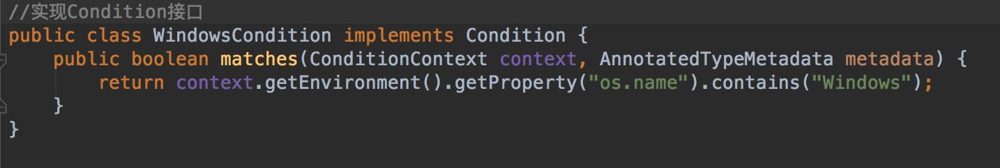 //实现Condition接口
public class WindowsCondition implements Condition {
    public boolean matches(ConditionContext context, AnnotatedTypeMetadata metadata) {
        return context.getEnvironment().getProperty("os.name").contains("Windows");
    }
}